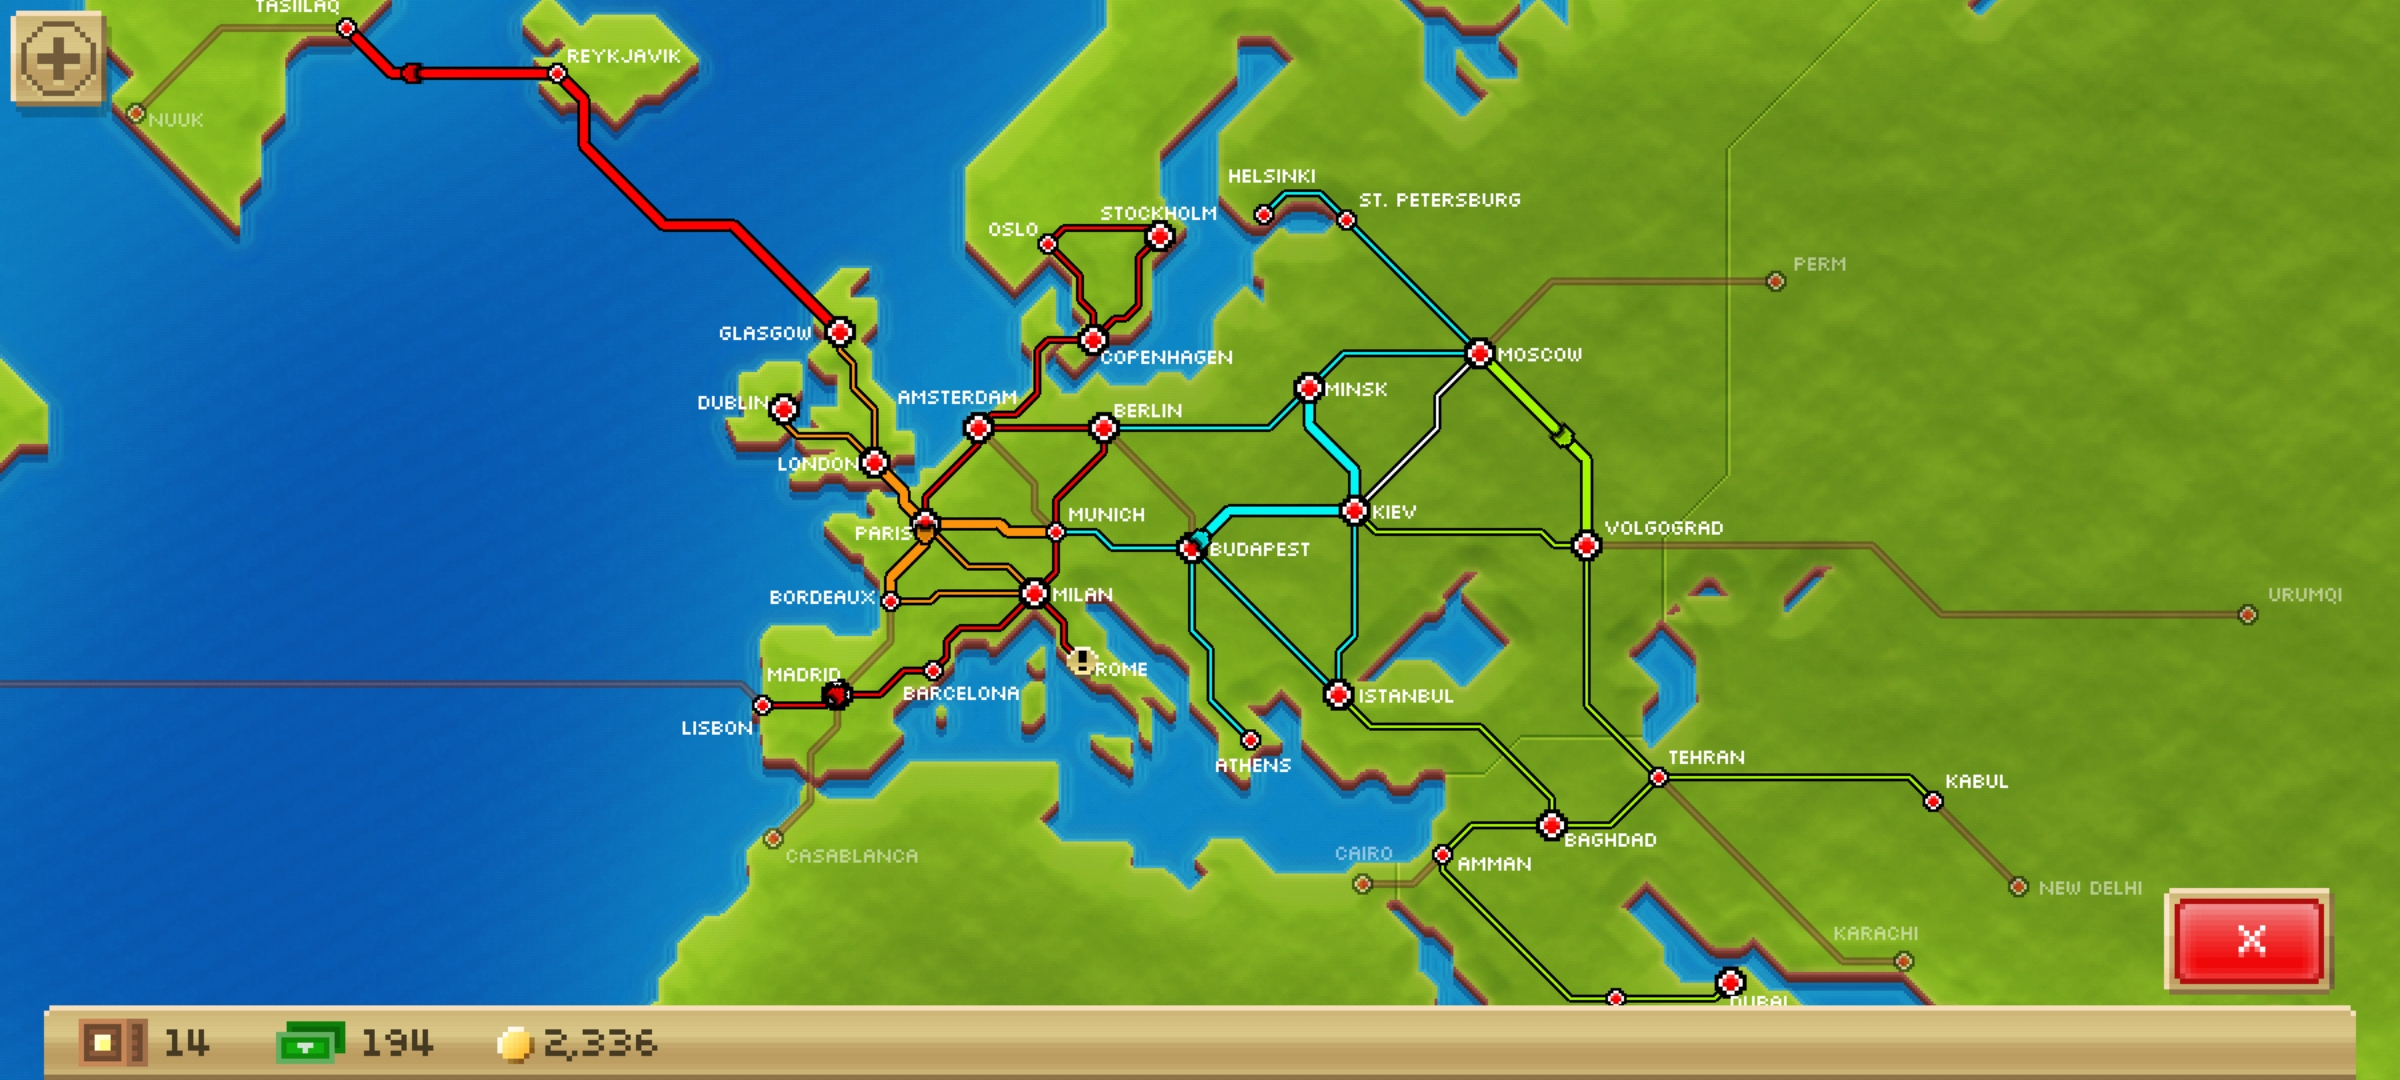 TASIILAQ
REYKJAVIK
NUUK
HELSINKI
ST. PETERSBURG
STOCKHOLM
OSLO
PERM
GLASGOW
COPENHAGEN
MOSCOW
MINSK
DUBLIN
AMSTERDAM
BERLIN
LONDON
MUNICH
KIEV
VOLGOGRAD
PARIS
BUDAPEST
BORDEAUX
MILAN
URUMQI
MADRID
ROME
BARCELONA
ISTANBUL
LISBON
ATHENS
TEHRAN
KABUL
CASABLANCA
CAIRO
AMMAN
BAGHDAD
NEW DELHI
KARACHI
DUBAI
14
194
2,336